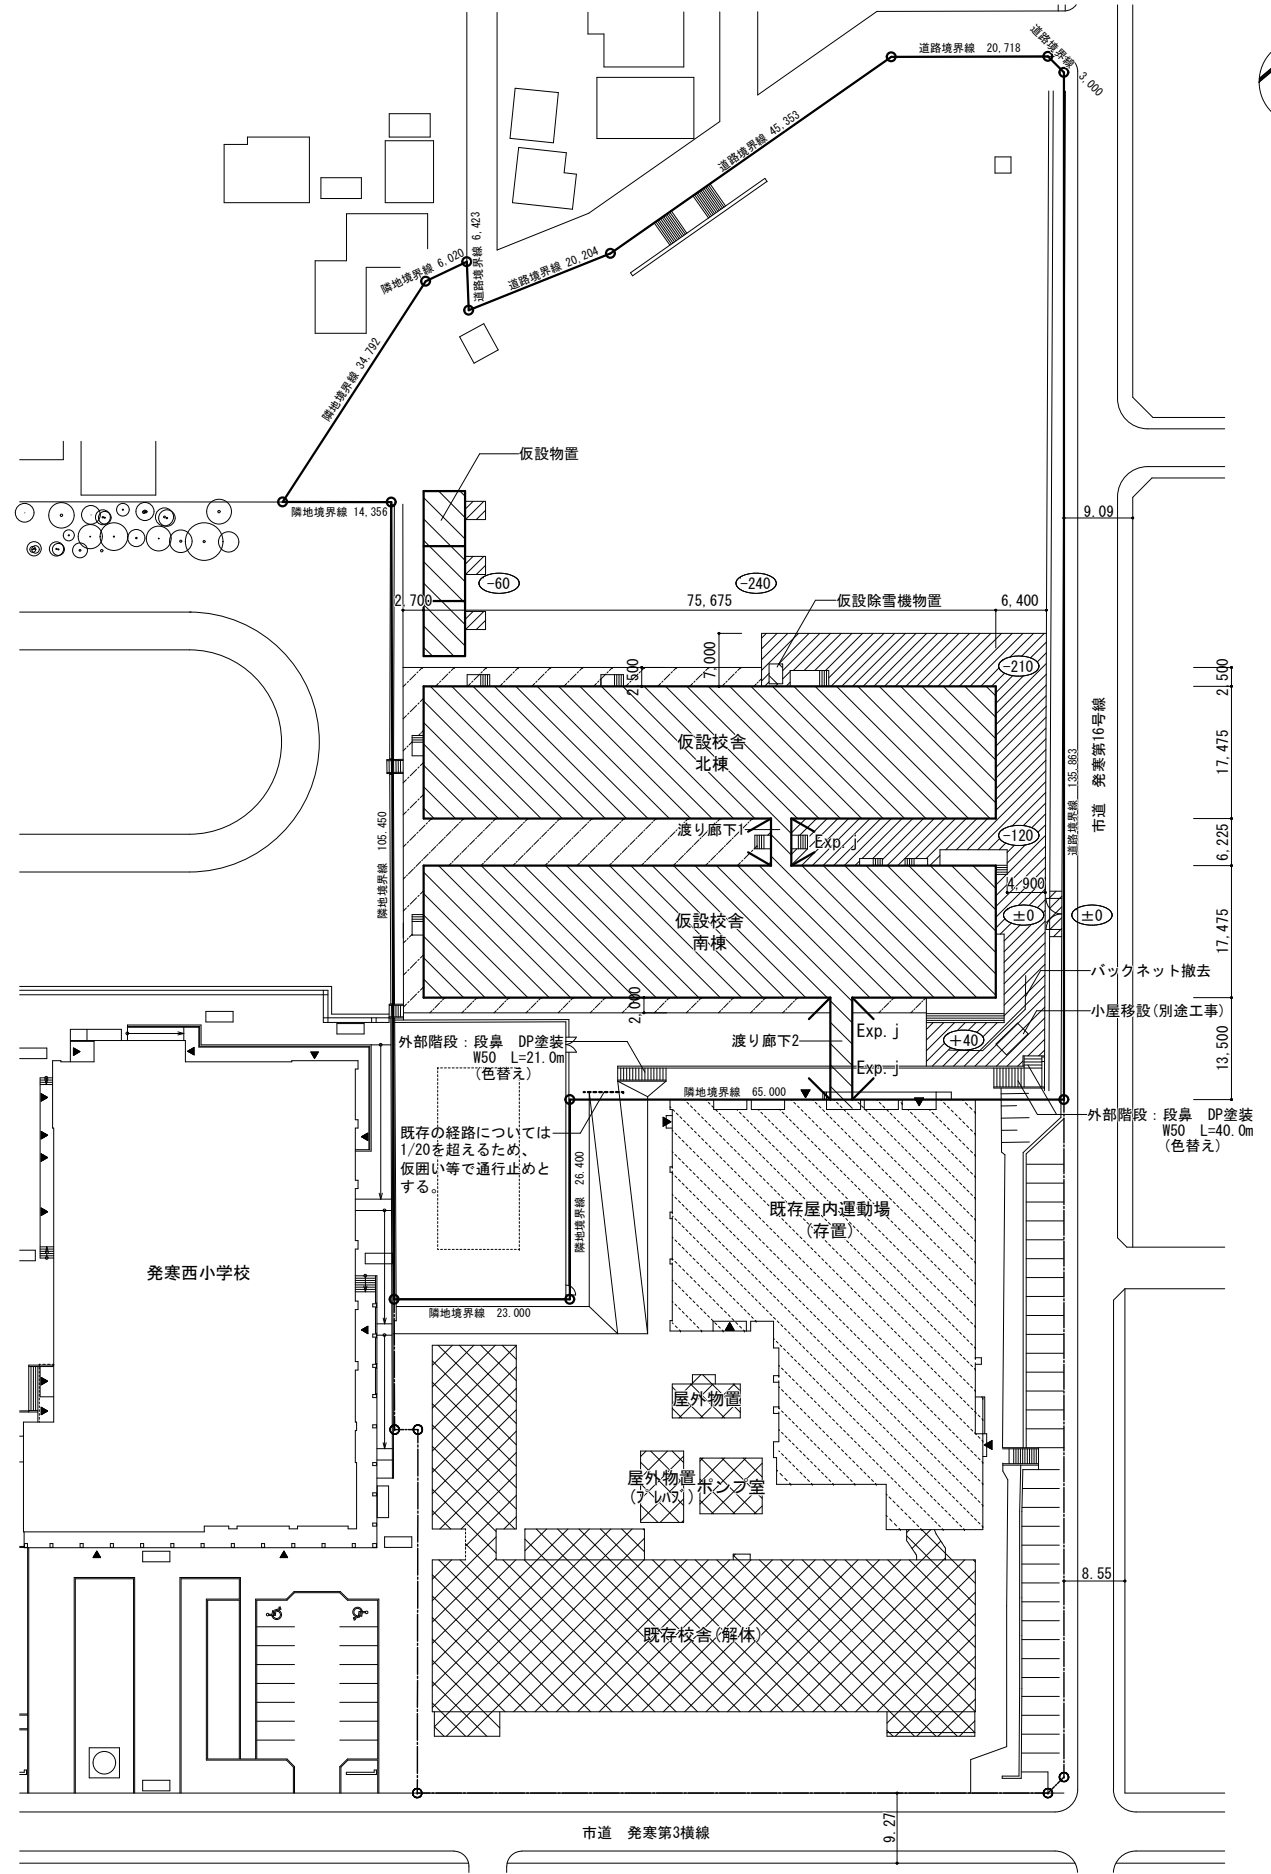 道路境界線 20,718
道路境界線 3,000
道路境界線 45,353
道路境界線 6,423
道路境界線 20,204
隣地境界線 6,020
隣地境界線 34,792
隣地境界線 14,356
仮設物置
9.09
-60
-240
2,700
75,675
仮設除雪機物置
6,400
7,000
2,500
-210
2,500
市道 発寒第16号線
道路境界線 135,863
仮設校舎
北棟
17,475
渡り廊下1
Exp.j
-120
6,225
隣地境界線 105.450
4,900
仮設校舎
南棟
±0
±0
17,475
バックネット撤去
2,000
小屋移設(別途工事)
外部階段:段鼻 DP塗装
W50 L=21.0m
(色替え)
渡り廊下2
Exp.j
Exp.j
+40
13,500
隣地境界線 65.000
外部階段:段鼻 DP塗装
W50 L=40.0m
(色替え)
既存の経路については
1/20を超えるため、
仮囲い等で通行止めと
する。
隣地境界線 26.400
既存屋内運動場
(存置)
発寒西小学校
隣地境界線 23.000
屋外物置
屋外物置
(プレハブ)
ポンプ室
8.55
既存校舎(解体)
市道 発寒第3横線
9.27